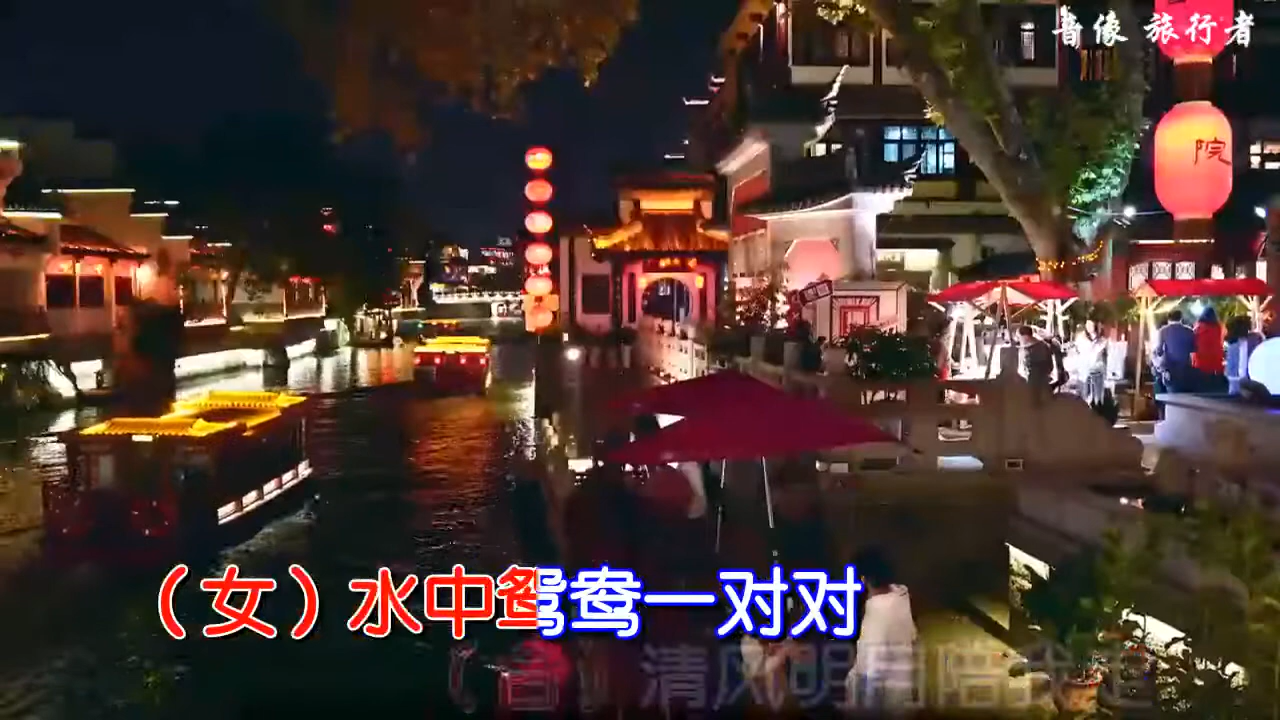 音像 旅行者
院
（女）水中鸳鸯一对对
清风明月陪我